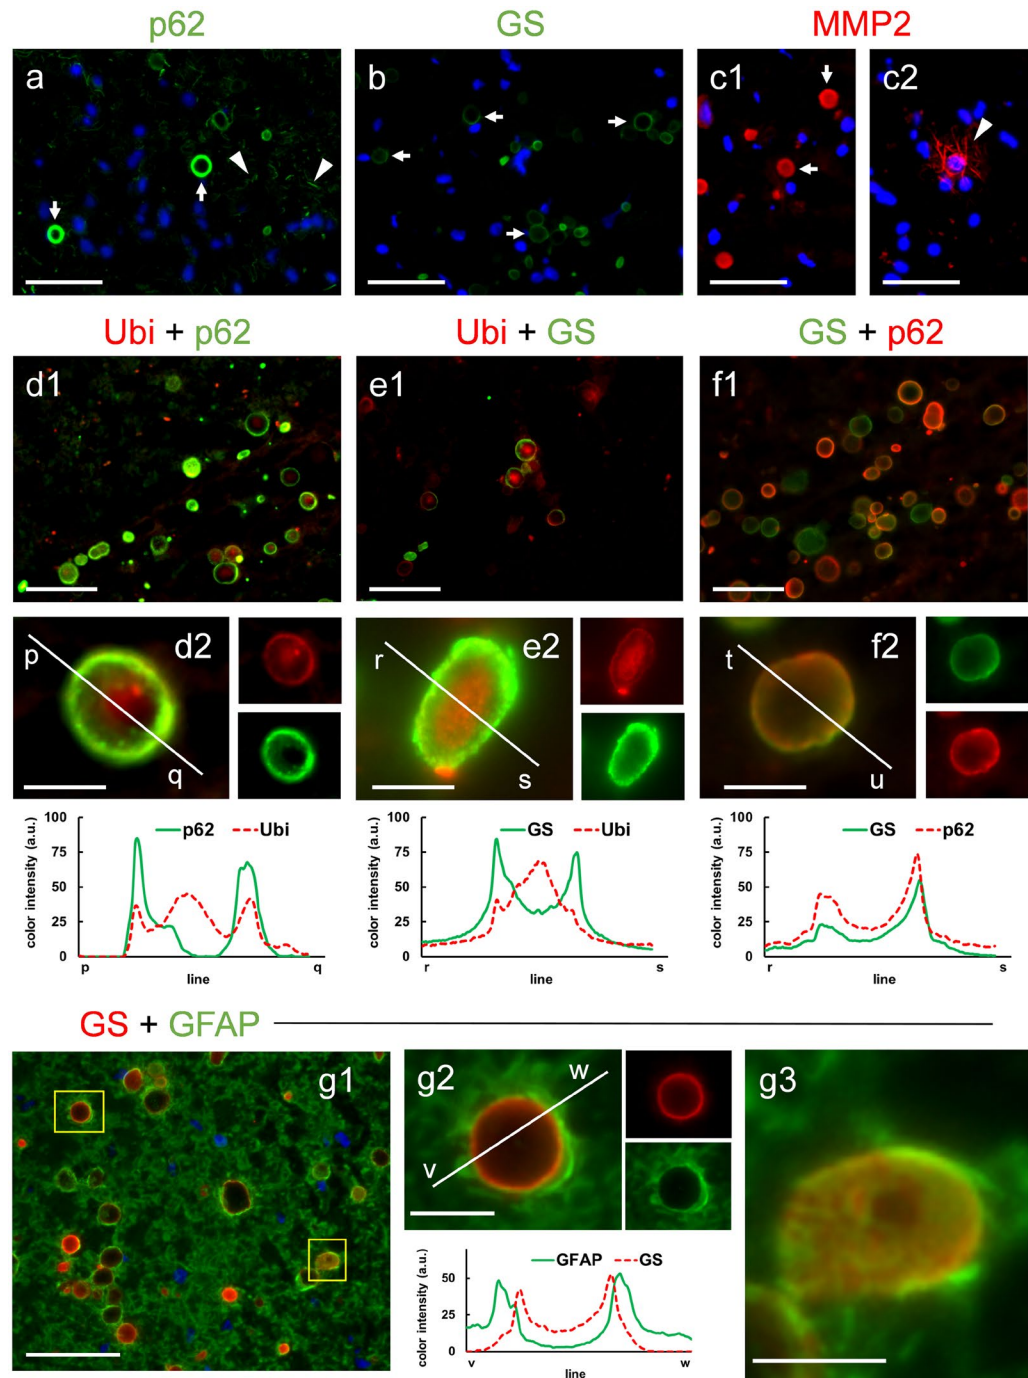 p62 GS MMP2
a b c1 c2
Ubi + p62 Ubi + GS GS + p62
d1 e1 f1
p d2 q
r e2 s
t f2 u
100 p62 Ubi
75
50
25
0
color intensity (a.u.)
p line q
100 GS Ubi
75
50
25
0
color intensity (a.u.)
r line s
100 GS p62
75
50
25
0
color intensity (a.u.)
r line s
GS + GFAP
g1 g2 w v g3
GFAP GS
50
25
0
color intensity (a.u.)
v line w